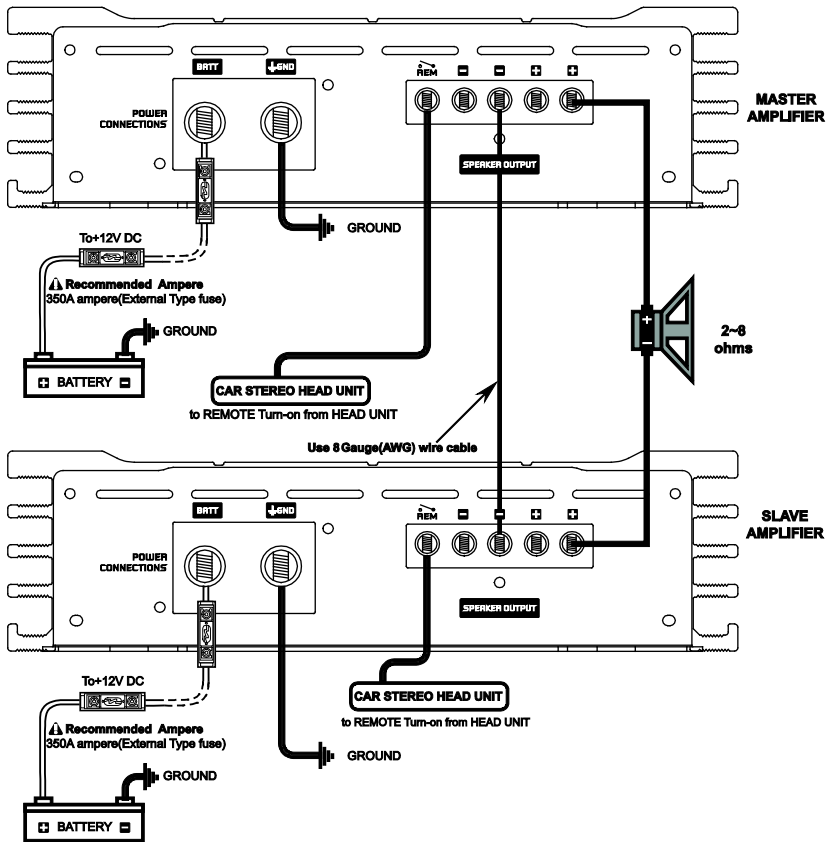 BATT
GND
REM
POWER
CONNECTIONS
MASTER
AMPLIFIER
SPEAKER OUTPUT
GROUND
To+12V DC
Recommended Ampere
350A ampere(External Type fuse)
GROUND
+ BATTERY −
+
−
2~8
ohms
CAR STEREO HEAD UNIT
to REMOTE Turn-on from HEAD UNIT
Use 8 Gauge(AWG) wire cable
BATT
GND
REM
POWER
CONNECTIONS
SLAVE
AMPLIFIER
SPEAKER OUTPUT
To+12V DC
CAR STEREO HEAD UNIT
to REMOTE Turn-on from HEAD UNIT
Recommended Ampere
350A ampere(External Type fuse)
GROUND
GROUND
+ BATTERY −